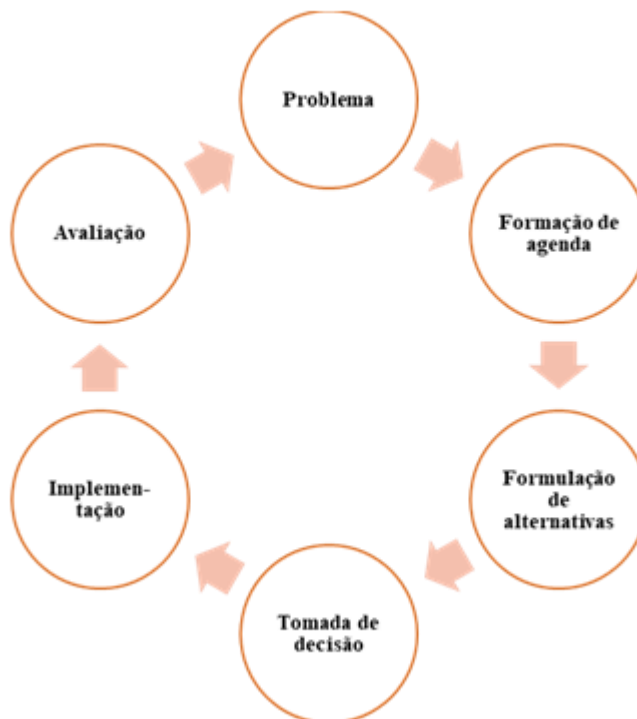 Problema
Formação de
agenda
Formulação
de
alternativas
Tomada de
decisão
Implemen-
tação
Avaliação